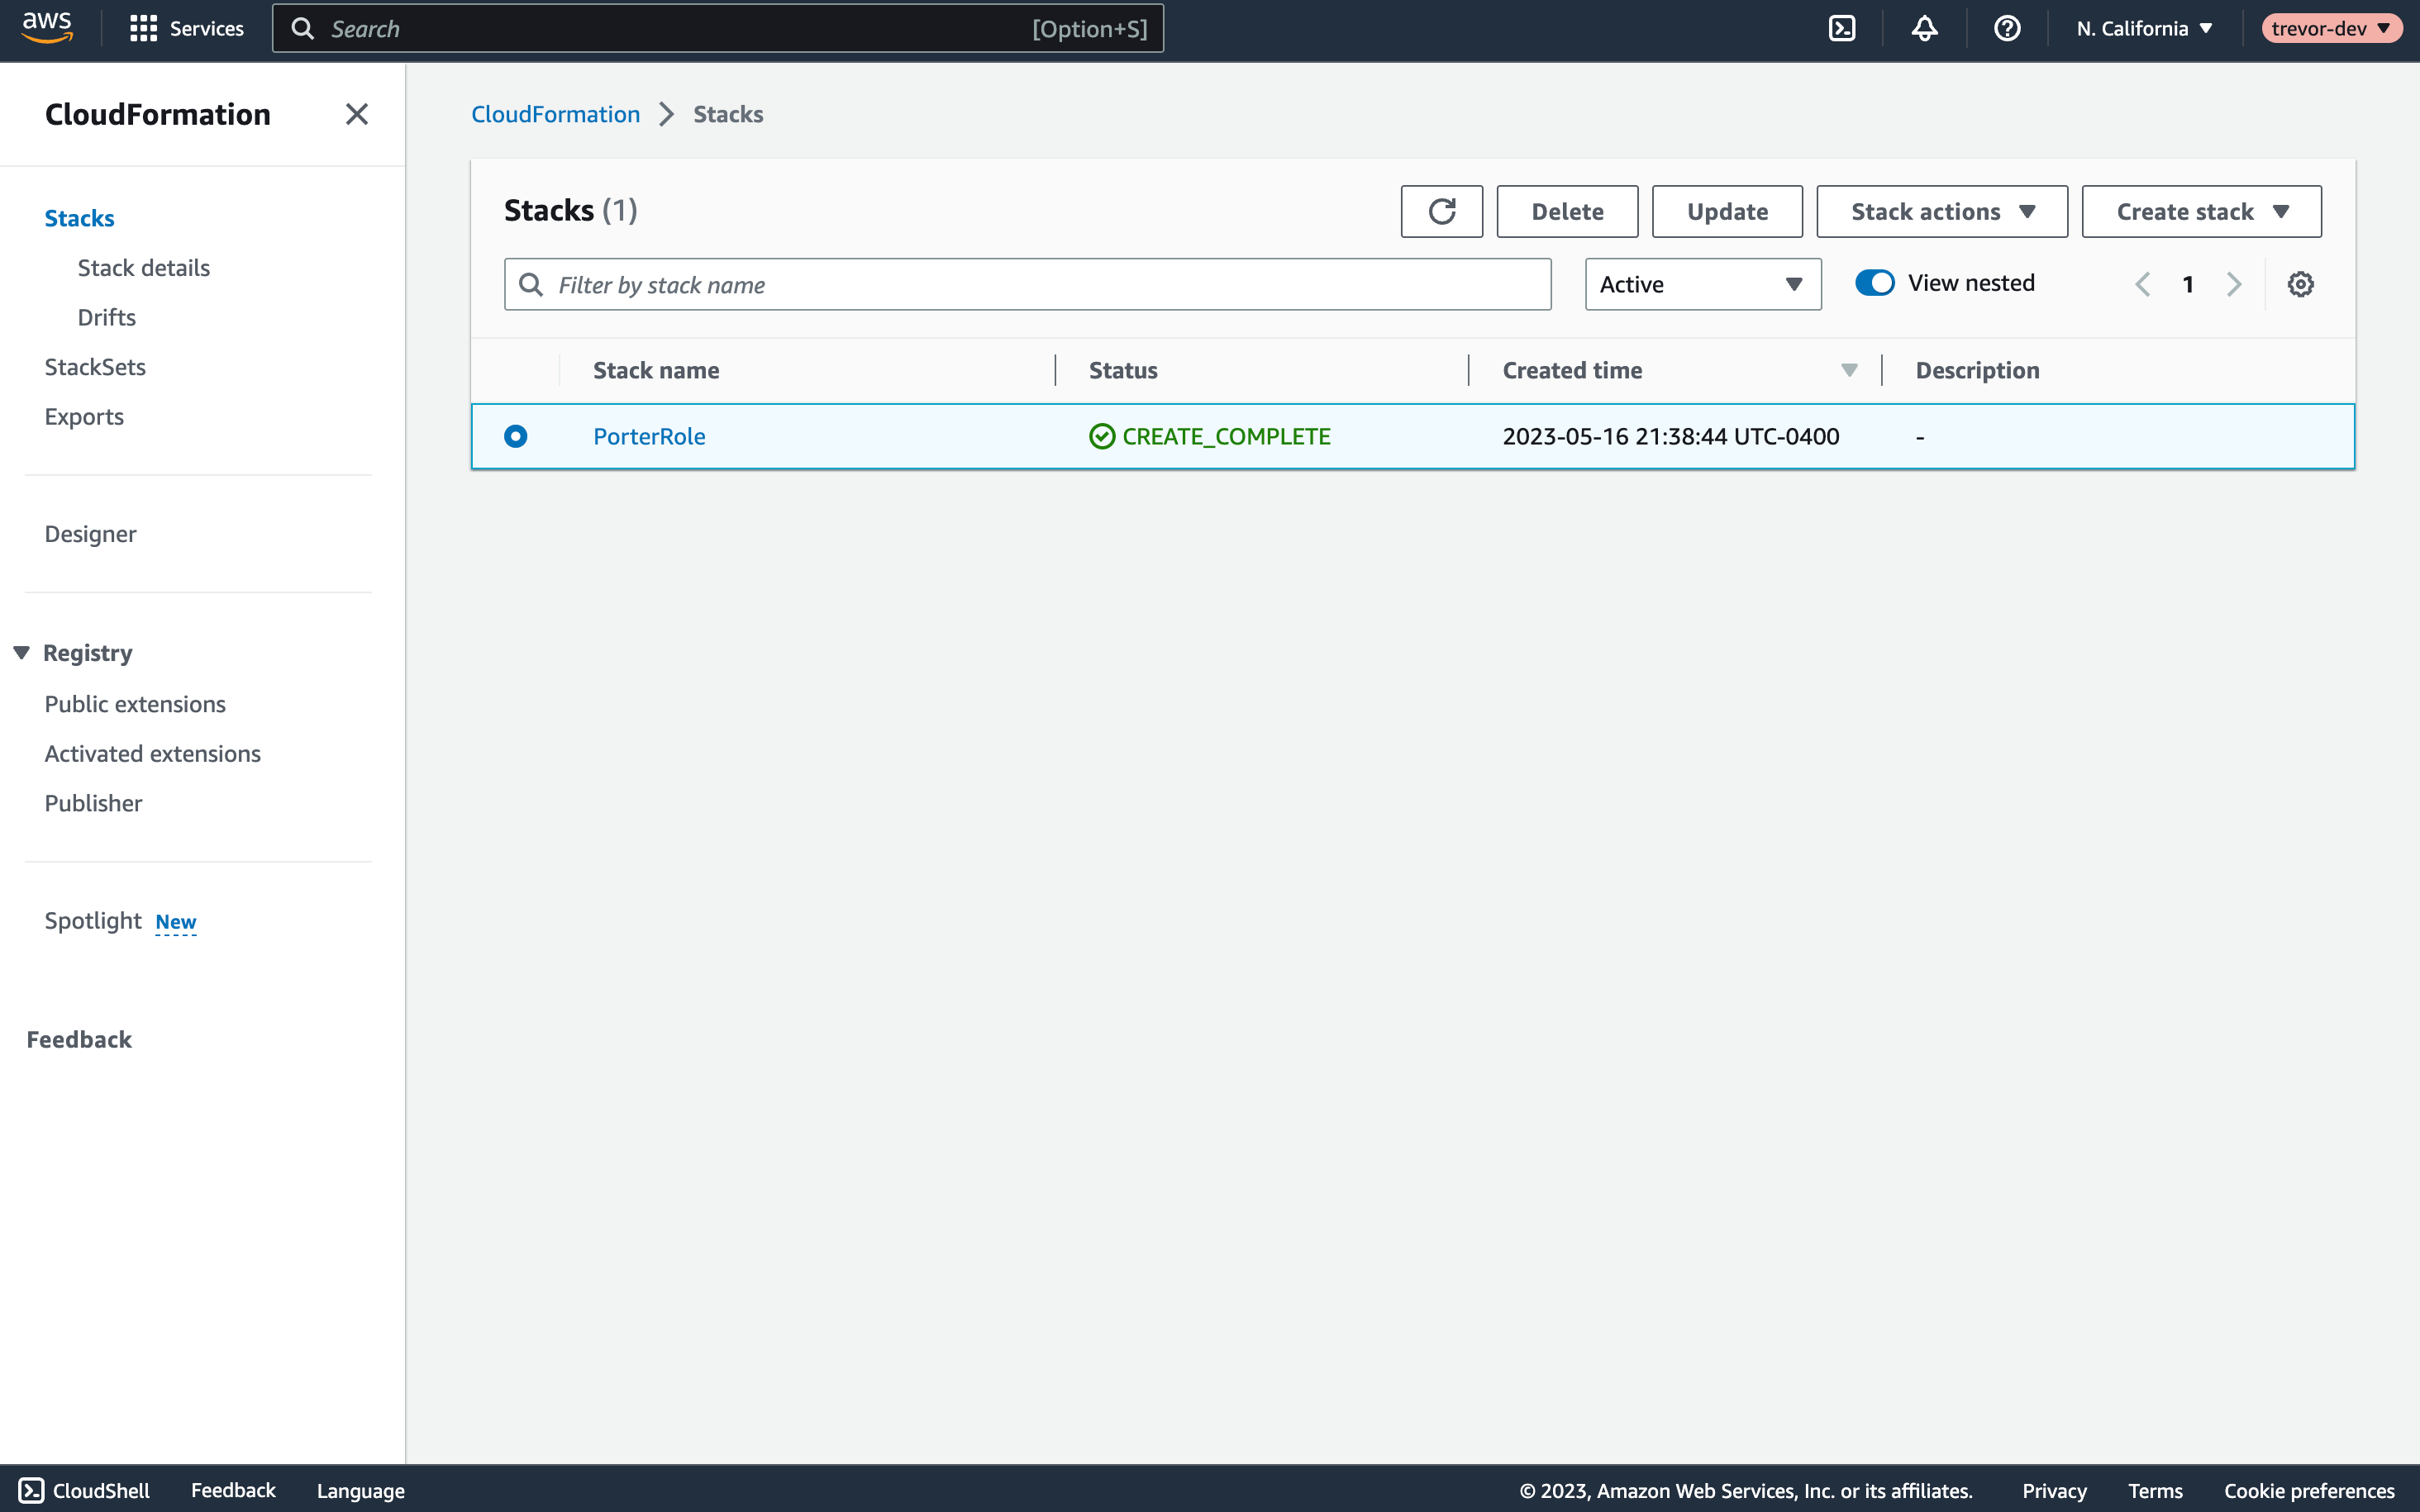 aws Services Search [Option+S] N. California trevor-dev
CloudFormation
Stacks
Stack details
Drifts
StackSets
Exports
Designer
Registry
Public extensions
Activated extensions
Publisher
Spotlight New
Feedback
CloudFormation Stacks
Stacks (1) Delete Update Stack actions Create stack
Filter by stack name Active View nested 1
Stack name Status Created time Description
PorterRole CREATE_COMPLETE 2023-05-16 21:38:44 UTC-0400 -
CloudShell Feedback Language © 2023, Amazon Web Services, Inc. or its affiliates. Privacy Terms Cookie preferences